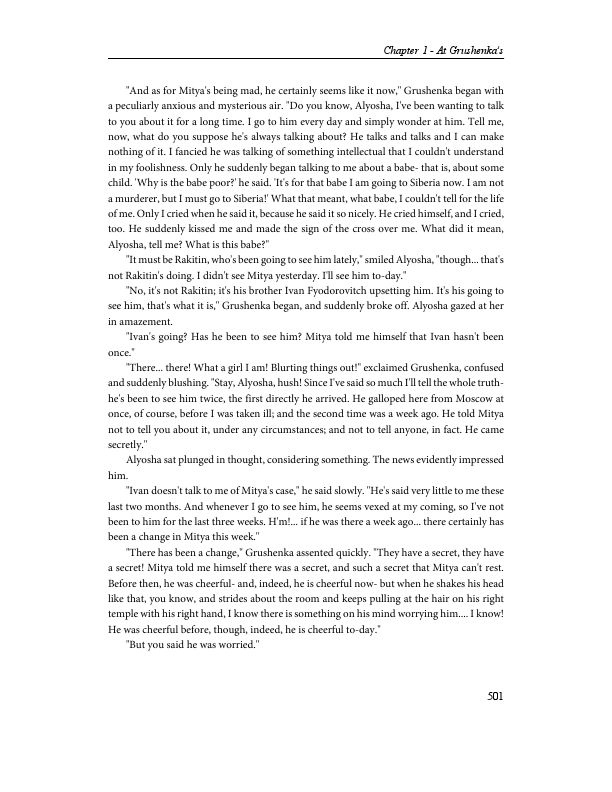 Chapter 1 - At Grushenka's
"And as for Mitya's being mad, he certainly seems like it now," Grushenka began with
a peculiarly anxious and mysterious air. "Do you know, Alyosha, I've been wanting to talk
to you about it for a long time. I go to him every day and simply wonder at him. Tell me,
now, what do you suppose he's always talking about? He talks and talks and I can make
nothing of it. I fancied he was talking of something intellectual that I couldn't understand
in my foolishness. Only he suddenly began talking to me about a babe- that is, about some
child. 'Why is the babe poor?' he said. 'It's for that babe I am going to Siberia now. I am not
a murderer, but I must go to Siberia!' What that meant, what babe, I couldn't tell for the life
of me. Only I cried when he said it, because he said it so nicely. He cried himself, and I cried,
too. He suddenly kissed me and made the sign of the cross over me. What did it mean,
Alyosha, tell me? What is this babe?"
"It must be Rakitin, who's been going to see him lately," smiled Alyosha, "though... that's
not Rakitin's doing. I didn't see Mitya yesterday. I'll see him to-day."
"No, it's not Rakitin; it's his brother Ivan Fyodorovitch upsetting him. It's his going to
see him, that's what it is," Grushenka began, and suddenly broke off. Alyosha gazed at her
in amazement.
"Ivan's going? Has he been to see him? Mitya told me himself that Ivan hasn't been
once."
"There... there! What a girl I am! Blurting things out!" exclaimed Grushenka, confused
and suddenly blushing. "Stay, Alyosha, hush! Since I've said so much I'll tell the whole truth-
he's been to see him twice, the first directly he arrived. He galloped here from Moscow at
once, of course, before I was taken ill; and the second time was a week ago. He told Mitya
not to tell you about it, under any circumstances; and not to tell anyone, in fact. He came
secretly."
Alyosha sat plunged in thought, considering something. The news evidently impressed
him.
"Ivan doesn't talk to me of Mitya's case," he said slowly. "He's said very little to me these
last two months. And whenever I go to see him, he seems vexed at my coming, so I've not
been to him for the last three weeks. H'm!... if he was there a week ago... there certainly has
been a change in Mitya this week."
"There has been a change," Grushenka assented quickly. "They have a secret, they have
a secret! Mitya told me himself there was a secret, and such a secret that Mitya can't rest.
Before then, he was cheerful- and, indeed, he is cheerful now- but when he shakes his head
like that, you know, and strides about the room and keeps pulling at the hair on his right
temple with his right hand, I know there is something on his mind worrying him.... I know!
He was cheerful before, though, indeed, he is cheerful to-day."
"But you said he was worried."
501